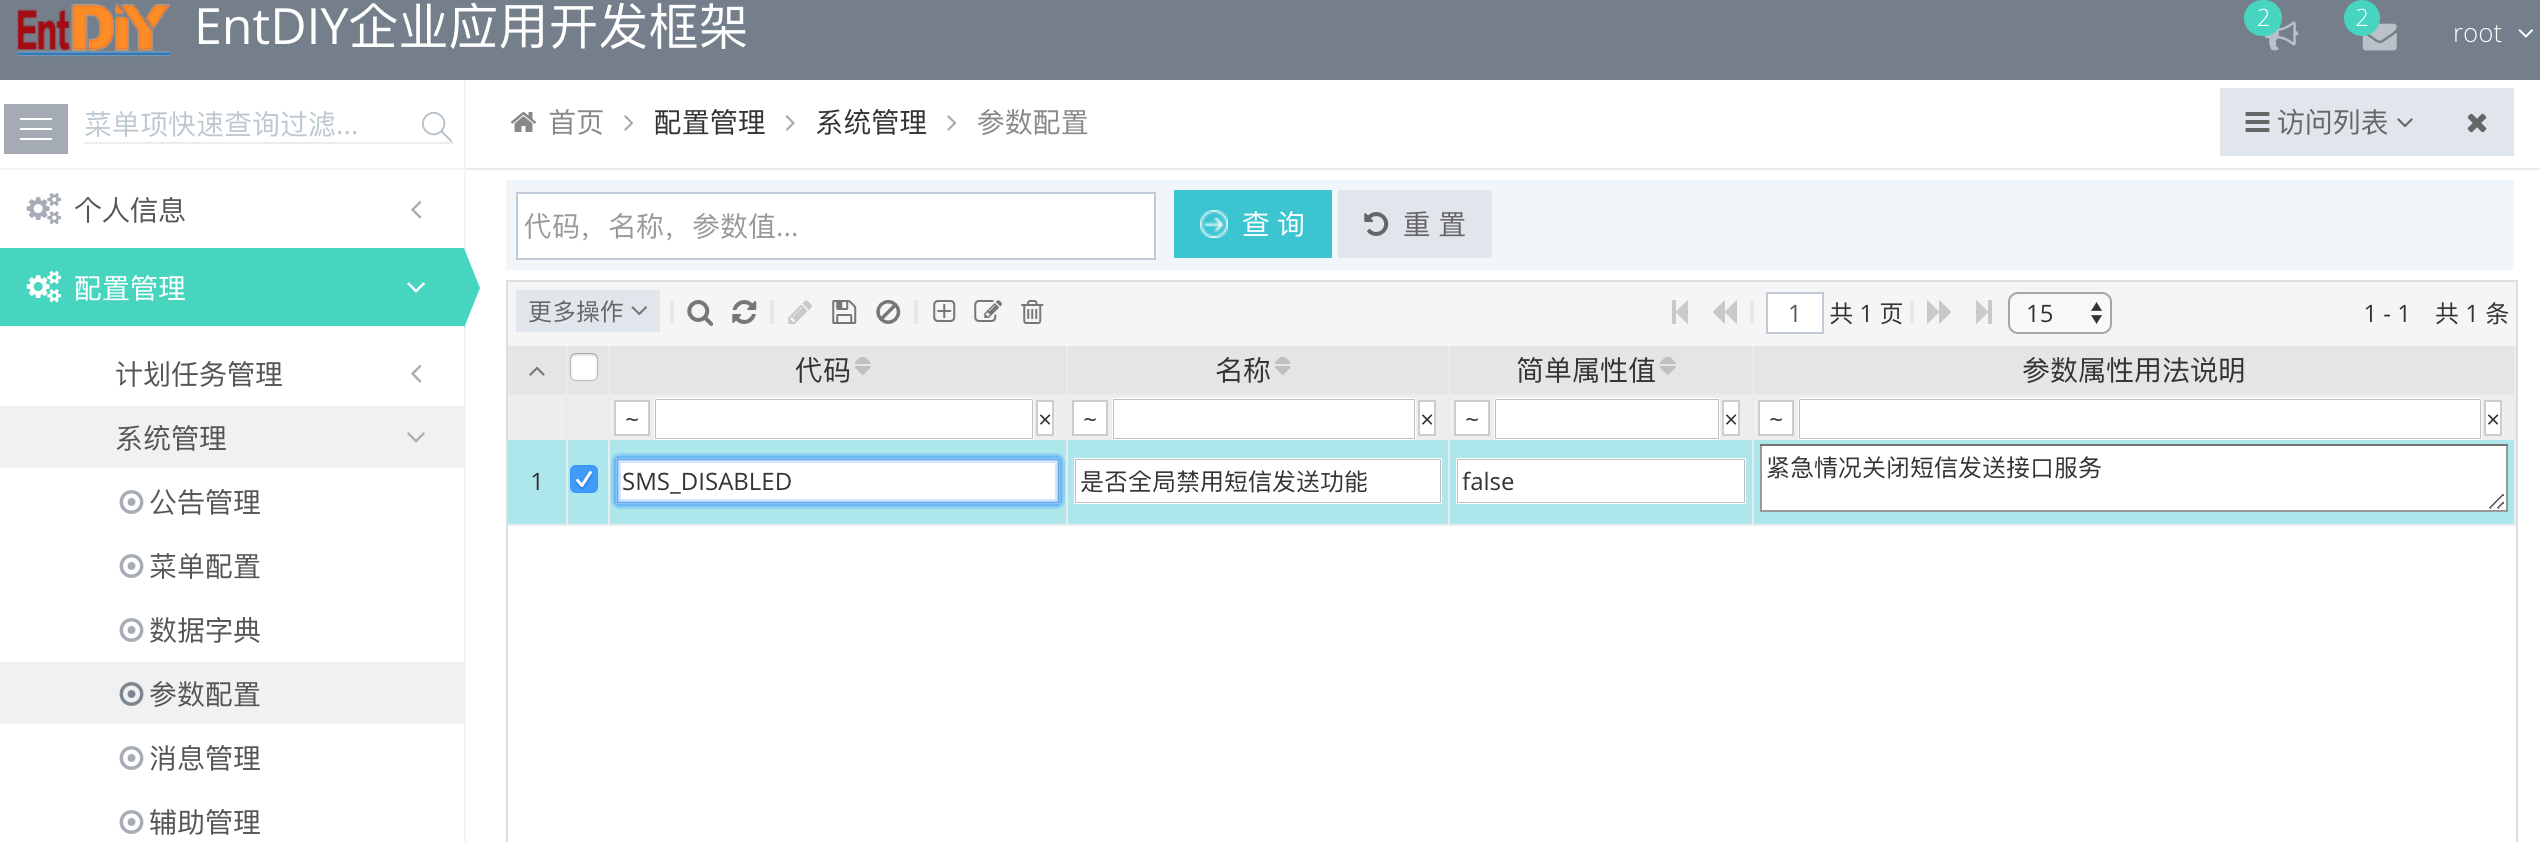 EntDiY EntDIY企业应用开发框架
2 2 root
菜单项快速查询过滤...
首页 配置管理 系统管理 参数配置
访问列表
个人信息
配置管理
计划任务管理
系统管理
公告管理
菜单配置
数据字典
参数配置
消息管理
辅助管理
代码，名称，参数值... 查 询 重 置
更多操作 1 共 1 页 15 1 - 1 共 1 条
代码 名称 简单属性值 参数属性用法说明
~ × ~ × ~ × ~ ×
1 SMS_DISABLED 是否全局禁用短信发送功能 false 紧急情况关闭短信发送接口服务